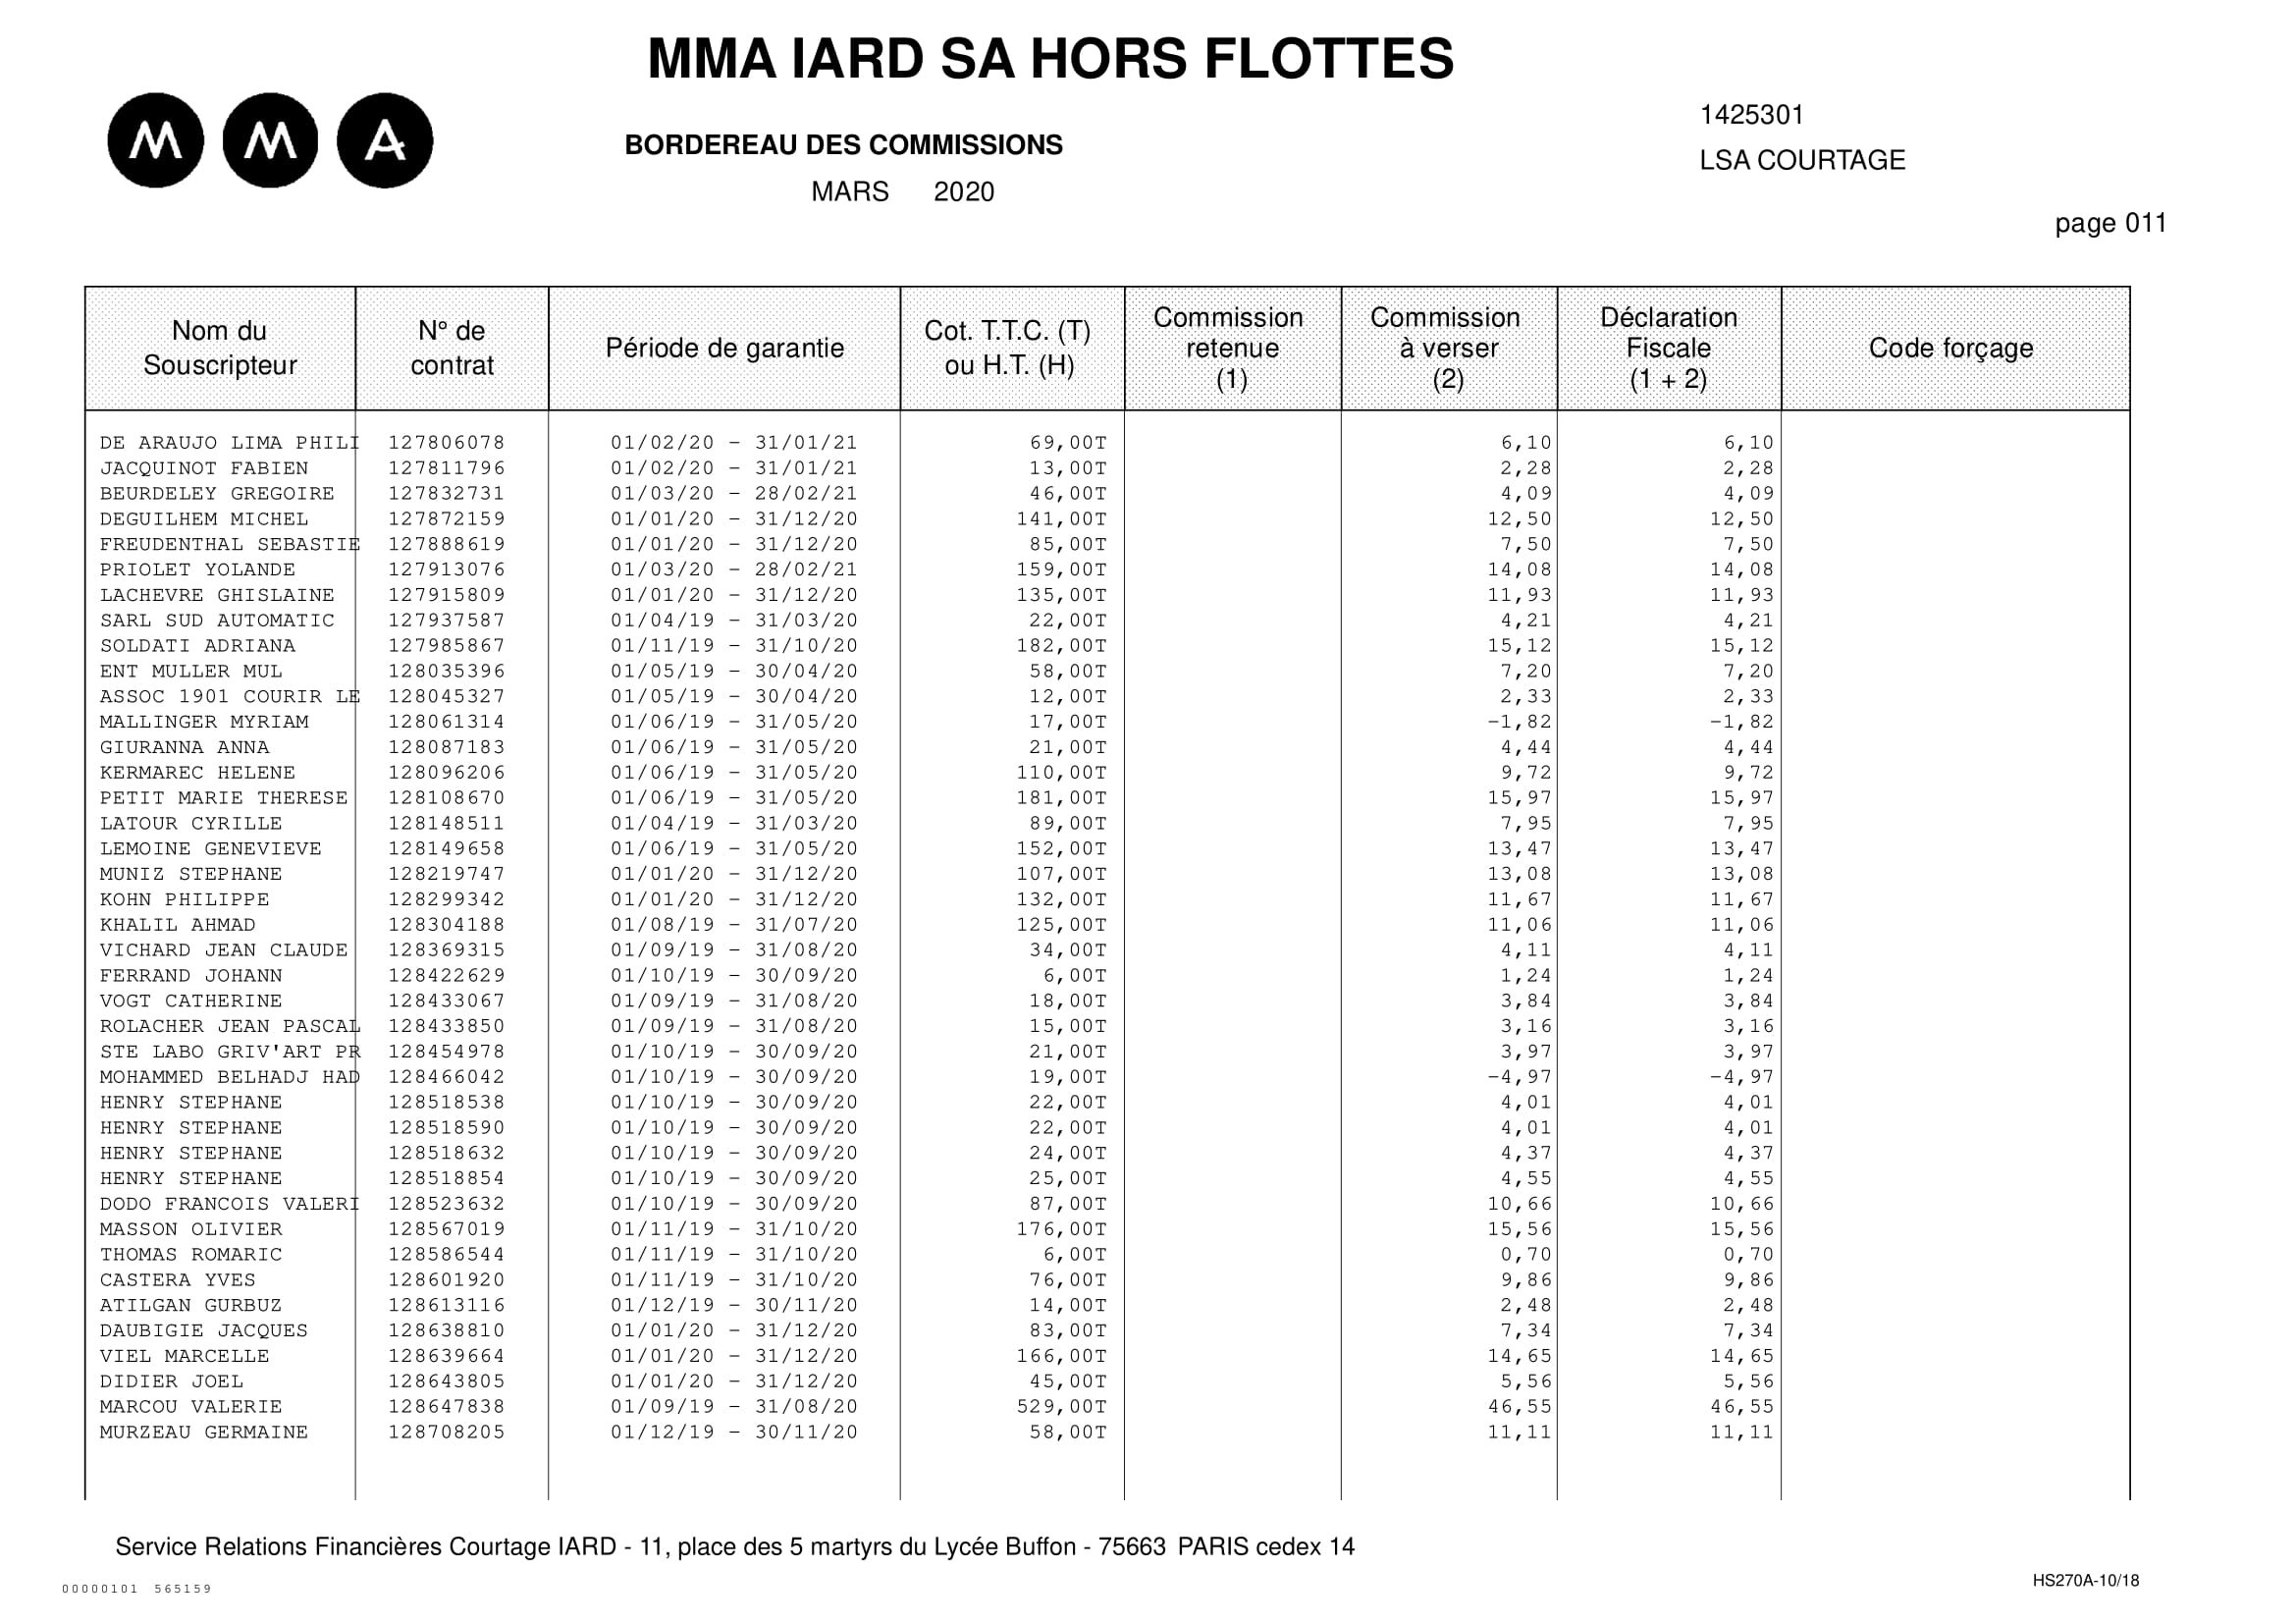 MMA IARD SA HORS FLOTTES
1425301
M M A
BORDEREAU DES COMMISSIONS
LSA COURTAGE
MARS 2020
page 011
Nom du Souscripteur N° de contrat Période de garantie Cot. T.T.C. (T) ou H.T. (H) Commission retenue (1) Commission à verser (2) Déclaration Fiscale (1 + 2) Code forçage
DE ARAUJO LIMA PHILI 127806078 01/02/20 - 31/01/21 69,00T 6,10 6,10
JACQUINOT FABIEN 127811796 01/02/20 - 31/01/21 13,00T 2,28 2,28
BEURDELEY GREGOIRE 127832731 01/03/20 - 28/02/21 46,00T 4,09 4,09
DEGUILHEM MICHEL 127872159 01/01/20 - 31/12/20 141,00T 12,50 12,50
FREUDENTHAL SEBASTIE 127888619 01/01/20 - 31/12/20 85,00T 7,50 7,50
PRIOLET YOLANDE 127913076 01/03/20 - 28/02/21 159,00T 14,08 14,08
LACHEVRE GHISLAINE 127915809 01/01/20 - 31/12/20 135,00T 11,93 11,93
SARL SUD AUTOMATIC 127937587 01/04/19 - 31/03/20 22,00T 4,21 4,21
SOLDATI ADRIANA 127985867 01/11/19 - 31/10/20 182,00T 15,12 15,12
ENT MULLER MUL 128035396 01/05/19 - 30/04/20 58,00T 7,20 7,20
ASSOC 1901 COURIR LE 128045327 01/05/19 - 30/04/20 12,00T 2,33 2,33
MALLINGER MYRIAM 128061314 01/06/19 - 31/05/20 17,00T -1,82 -1,82
GIURANNA ANNA 128087183 01/06/19 - 31/05/20 21,00T 4,44 4,44
KERMAREC HELENE 128096206 01/06/19 - 31/05/20 110,00T 9,72 9,72
PETIT MARIE THERESE 128108670 01/06/19 - 31/05/20 181,00T 15,97 15,97
LATOUR CYRILLE 128148511 01/04/19 - 31/03/20 89,00T 7,95 7,95
LEMOINE GENEVIEVE 128149658 01/06/19 - 31/05/20 152,00T 13,47 13,47
MUNIZ STEPHANE 128219747 01/01/20 - 31/12/20 107,00T 13,08 13,08
KOHN PHILIPPE 128299342 01/01/20 - 31/12/20 132,00T 11,67 11,67
KHALIL AHMAD 128304188 01/08/19 - 31/07/20 125,00T 11,06 11,06
VICHARD JEAN CLAUDE 128369315 01/09/19 - 31/08/20 34,00T 4,11 4,11
FERRAND JOHANN 128422629 01/10/19 - 30/09/20 6,00T 1,24 1,24
VOGT CATHERINE 128433067 01/09/19 - 31/08/20 18,00T 3,84 3,84
ROLACHER JEAN PASCAL 128433850 01/09/19 - 31/08/20 15,00T 3,16 3,16
STE LABO GRIV'ART PR 128454978 01/10/19 - 30/09/20 21,00T 3,97 3,97
MOHAMMED BELHADJ HAD 128466042 01/10/19 - 30/09/20 19,00T -4,97 -4,97
HENRY STEPHANE 128518538 01/10/19 - 30/09/20 22,00T 4,01 4,01
HENRY STEPHANE 128518590 01/10/19 - 30/09/20 22,00T 4,01 4,01
HENRY STEPHANE 128518632 01/10/19 - 30/09/20 24,00T 4,37 4,37
HENRY STEPHANE 128518854 01/10/19 - 30/09/20 25,00T 4,55 4,55
DODO FRANCOIS VALERI 128523632 01/10/19 - 30/09/20 87,00T 10,66 10,66
MASSON OLIVIER 128567019 01/11/19 - 31/10/20 176,00T 15,56 15,56
THOMAS ROMARIC 128586544 01/11/19 - 31/10/20 6,00T 0,70 0,70
CASTERA YVES 128601920 01/11/19 - 31/10/20 76,00T 9,86 9,86
ATILGAN GURBUZ 128613116 01/12/19 - 30/11/20 14,00T 2,48 2,48
DAUBIGIE JACQUES 128638810 01/01/20 - 31/12/20 83,00T 7,34 7,34
VIEL MARCELLE 128639664 01/01/20 - 31/12/20 166,00T 14,65 14,65
DIDIER JOEL 128643805 01/01/20 - 31/12/20 45,00T 5,56 5,56
MARCOU VALERIE 128647838 01/09/19 - 31/08/20 529,00T 46,55 46,55
MURZEAU GERMAINE 128708205 01/12/19 - 30/11/20 58,00T 11,11 11,11
Service Relations Financières Courtage IARD - 11, place des 5 martyrs du Lycée Buffon - 75663 PARIS cedex 14
HS270A-10/18
00000101 565159